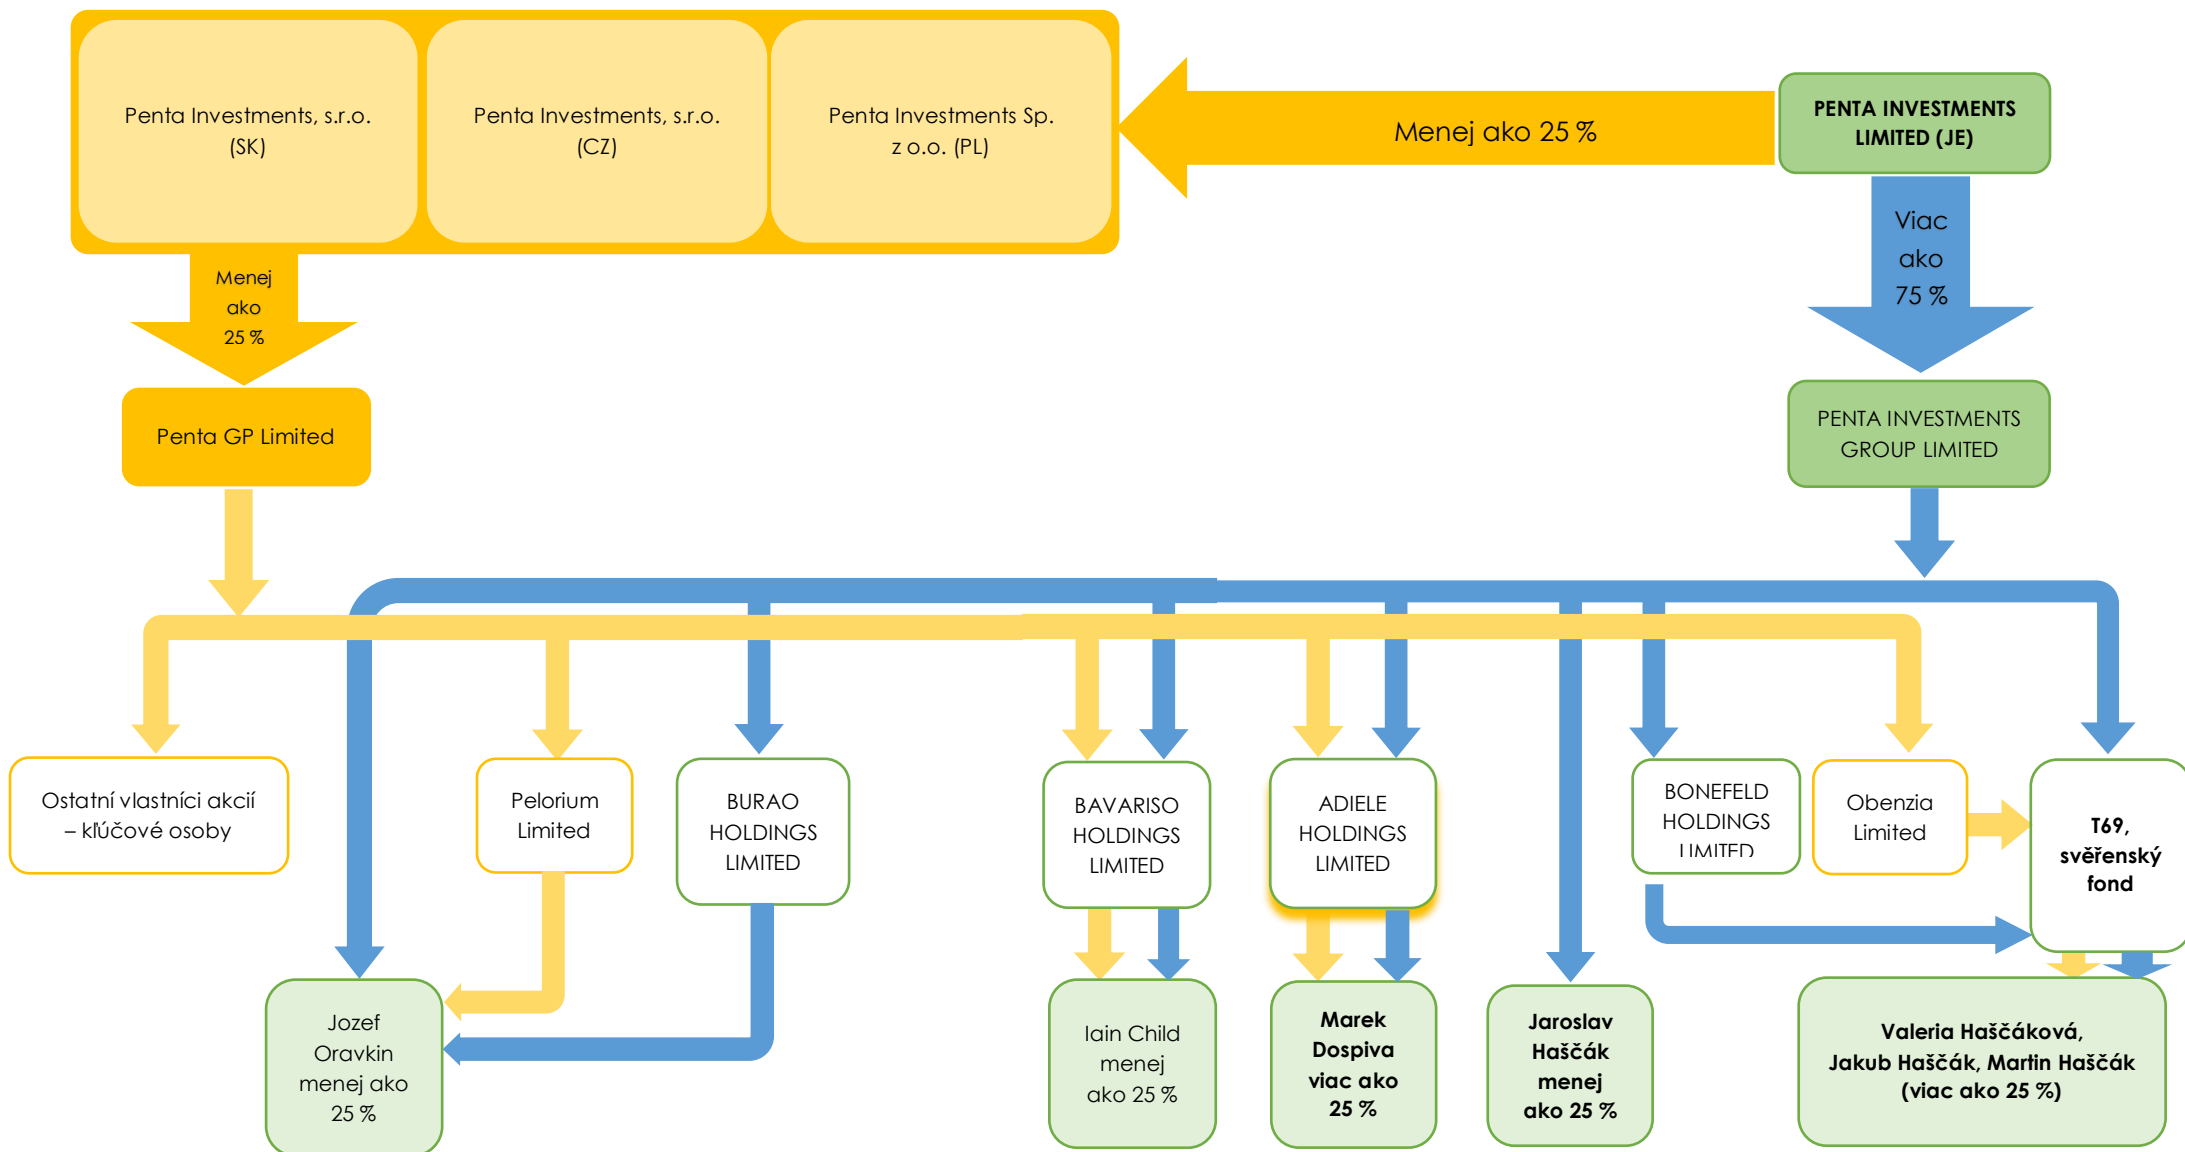 Penta Investments, s.r.o.
(SK)
Penta Investments, s.r.o.
(CZ)
Penta Investments Sp.
z o.o. (PL)
Menej ako 25 %
PENTA INVESTMENTS
LIMITED (JE)
Menej
ako
25 %
Viac
ako
75 %
Penta GP Limited
PENTA INVESTMENTS
GROUP LIMITED
Ostatní vlastníci akcií
– kľúčové osoby
Pelorium
Limited
BURAO
HOLDINGS
LIMITED
BAVARISO
HOLDINGS
LIMITED
ADIELE
HOLDINGS
LIMITED
BONEFELD
HOLDINGS
LIMITED
Obenzia
Limited
T69,
svěřenský
fond
Jozef
Oravkin
menej ako
25 %
Iain Child
menej
ako 25 %
Marek
Dospiva
viac ako
25 %
Jaroslav
Haščák
menej
ako 25 %
Valeria Haščáková,
Jakub Haščák, Martin Haščák
(viac ako 25 %)